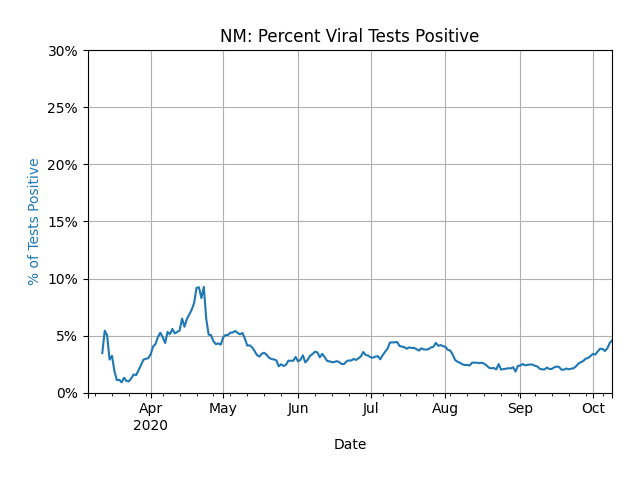 NM: Percent Viral Tests Positive
30%
25%
20%
15%
10%
5%
0%
% of Tests Positive
Apr
2020
May
Jun
Jul
Aug
Sep
Oct
Date